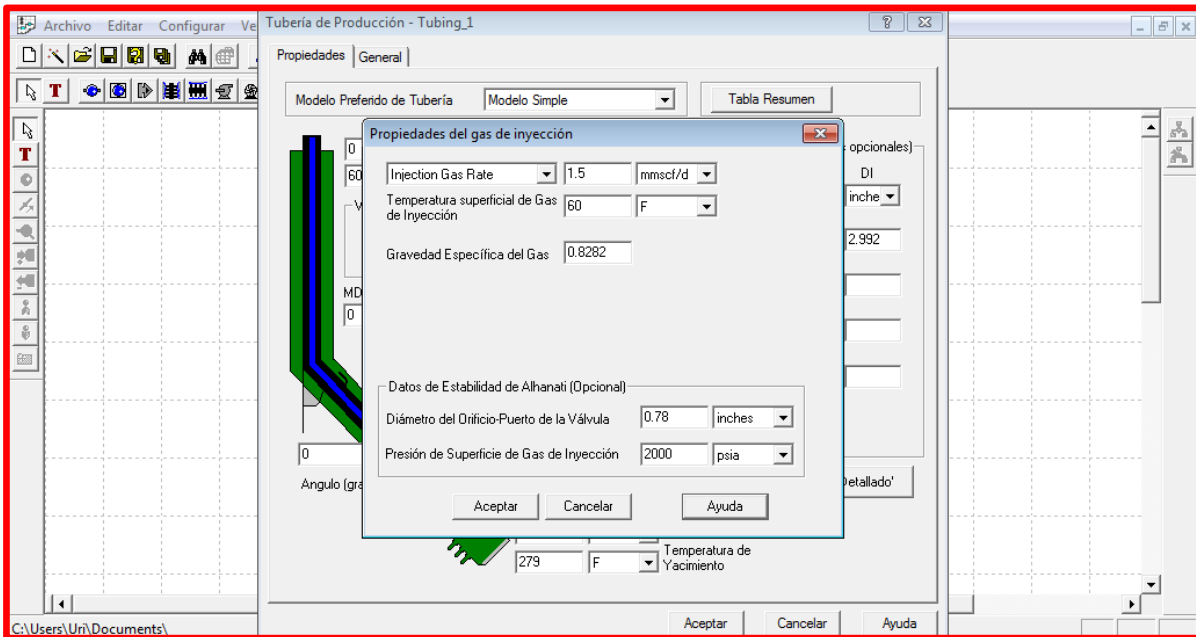 Archivo Editar Configurar Ve
Tubería de Producción - Tubing_1
Propiedades General
Modelo Preferido de Tubería Modelo Simple Tabla Resumen
Propiedades del gas de inyección
0
60
opcionales)
DI
inche
2.992
MD
0
Injection Gas Rate 1.5 mmscf/d
Temperatura superficial de Gas
de Inyección 60 F
Gravedad Específica del Gas 0.8282
Datos de Estabilidad de Alhanati (Opcional)
Diámetro del Orificio-Puerto de la Válvula 0.78 inches
Presión de Superficie de Gas de Inyección 2000 psia
Aceptar Cancelar Ayuda
0
Angulo (gra
Detallado'
279 F Temperatura de
Yacimiento
Aceptar Cancelar Ayuda
C:\Users\Uri\Documents\